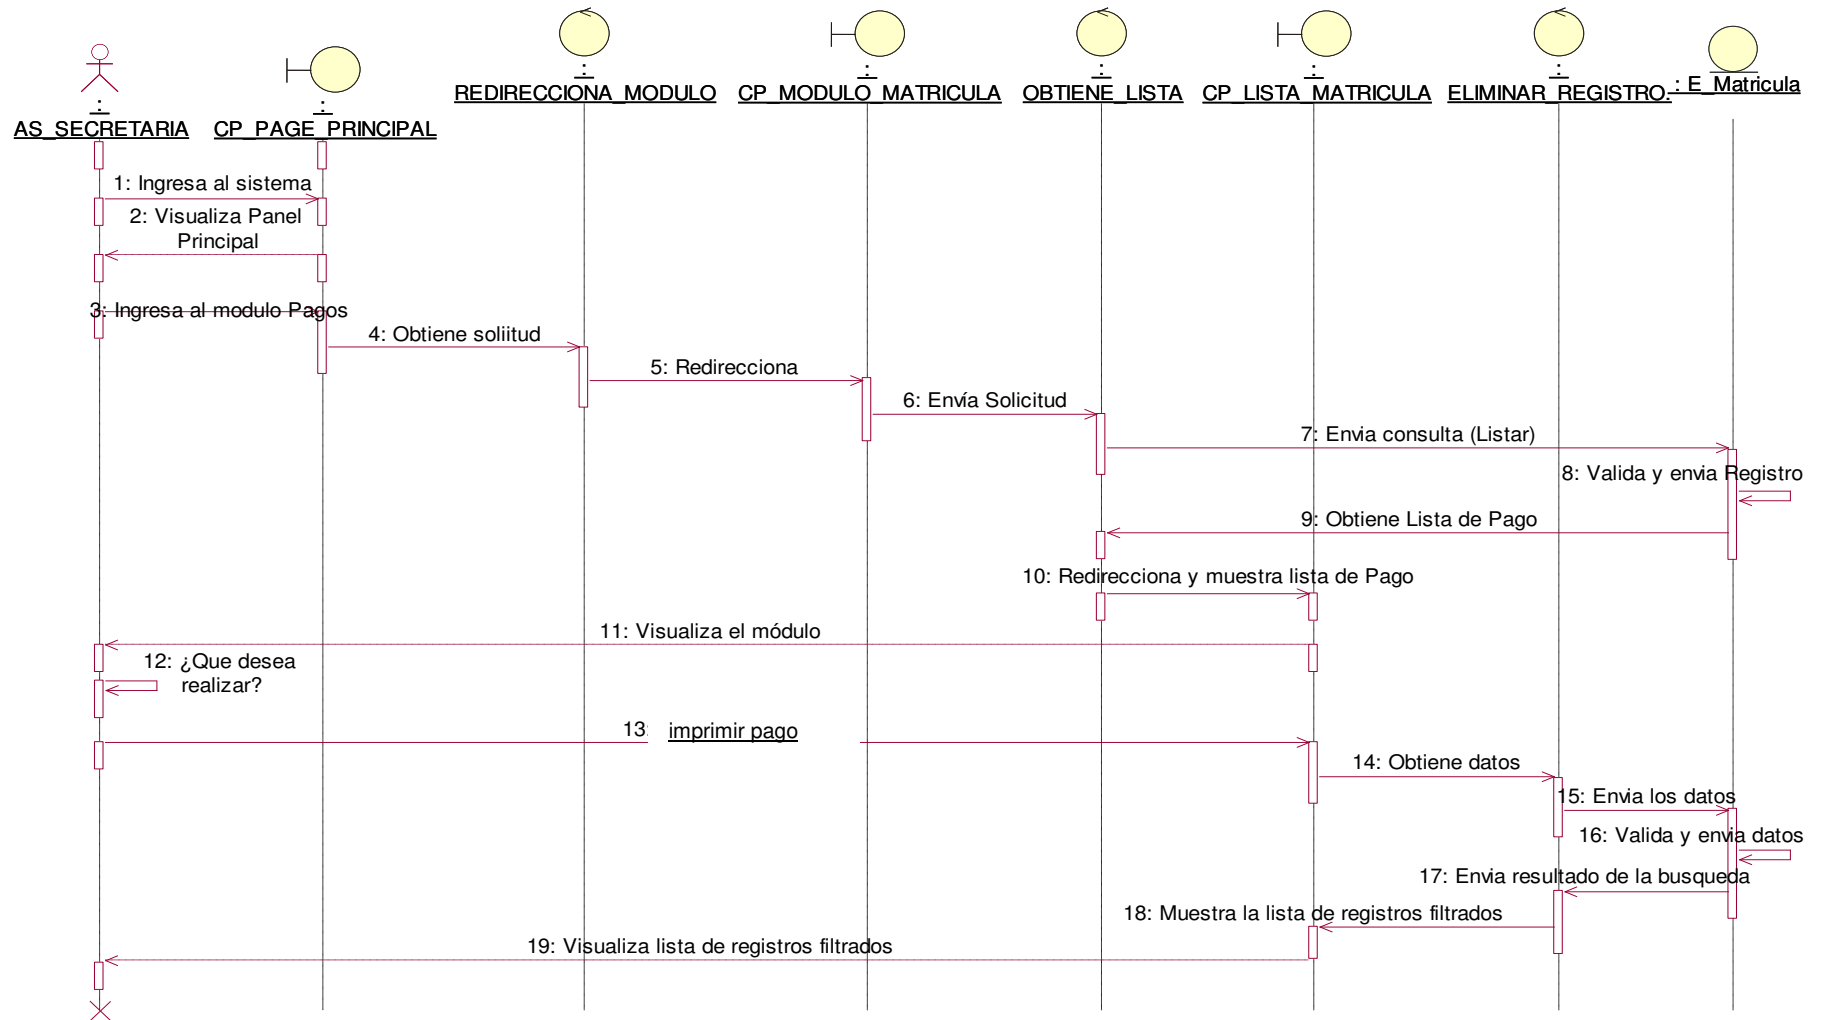 :
AS_SECRETARIA
:
CP_PAGE_PRINCIPAL
:
REDIRECCIONA_MODULO
:
CP_MODULO_MATRICULA
:
OBTIENE_LISTA
:
CP_LISTA_MATRICULA
:
ELIMINAR_REGISTRO.
: E_Matricula
1: Ingresa al sistema
2: Visualiza Panel
Principal
3: Ingresa al modulo Pagos
4: Obtiene soliitud
5: Redirecciona
6: Envía Solicitud
7: Envia consulta (Listar)
8: Valida y envia Registro
9: Obtiene Lista de Pago
10: Redirecciona y muestra lista de Pago
11: Visualiza el módulo
12: ¿Que desea
realizar?
13: imprimir pago
14: Obtiene datos
15: Envia los datos
16: Valida y envia datos
17: Envia resultado de la busqueda
18: Muestra la lista de registros filtrados
19: Visualiza lista de registros filtrados